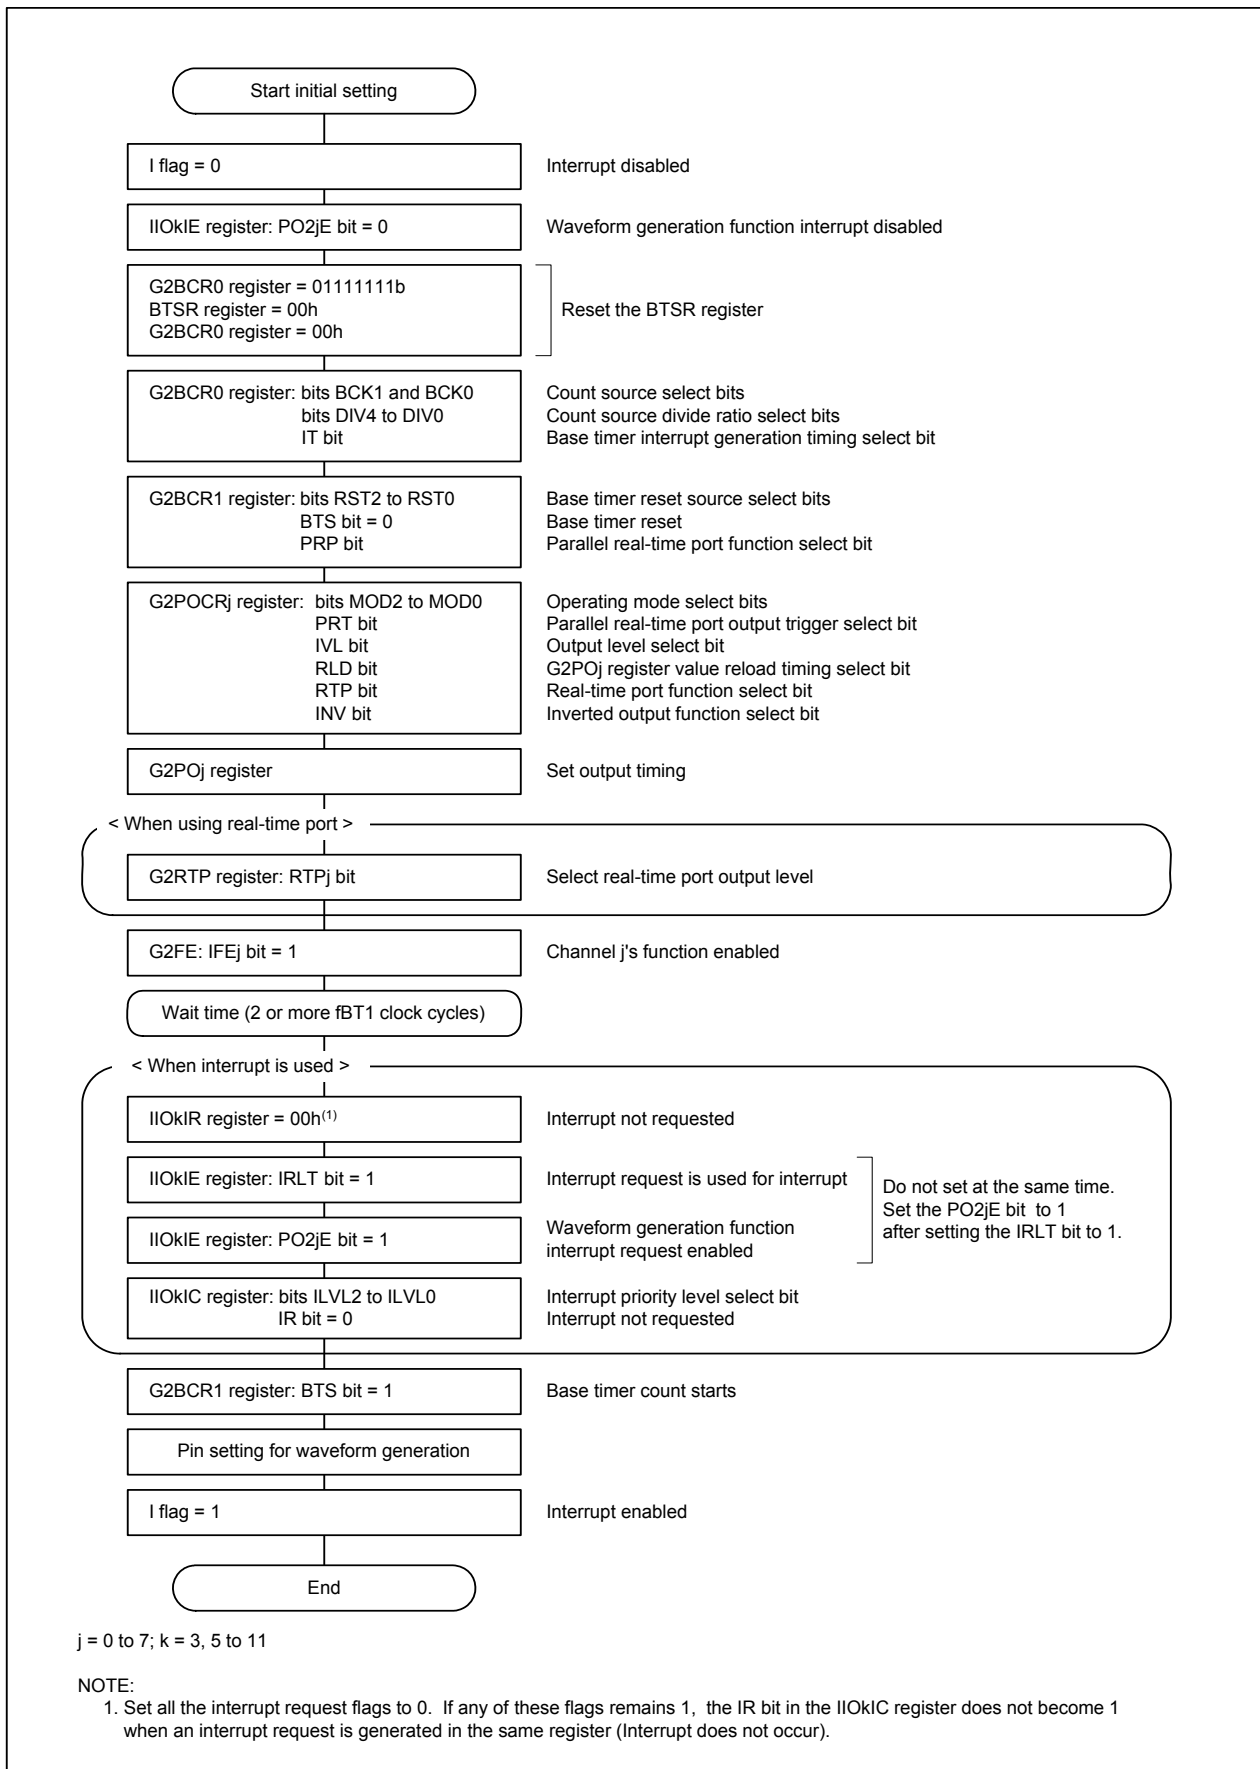 Start initial setting
I flag = 0 Interrupt disabled
IIOkIE register: PO2jE bit = 0 Waveform generation function interrupt disabled
G2BCR0 register = 01111111b
BTSR register = 00h Reset the BTSR register
G2BCR0 register = 00h
G2BCR0 register: bits BCK1 and BCK0 Count source select bits
bits DIV4 to DIV0 Count source divide ratio select bits
IT bit Base timer interrupt generation timing select bit
G2BCR1 register: bits RST2 to RST0 Base timer reset source select bits
BTS bit = 0 Base timer reset
PRP bit Parallel real-time port function select bit
G2POCRj register: bits MOD2 to MOD0 Operating mode select bits
PRT bit Parallel real-time port output trigger select bit
IVL bit Output level select bit
RLD bit G2POj register value reload timing select bit
RTP bit Real-time port function select bit
INV bit Inverted output function select bit
G2POj register Set output timing
< When using real-time port >
G2RTP register: RTPj bit Select real-time port output level
G2FE: IFEj bit = 1 Channel j's function enabled
Wait time (2 or more fBT1 clock cycles)
< When interrupt is used >
IIOkIR register = 00h(1) Interrupt not requested
IIOkIE register: IRLT bit = 1 Interrupt request is used for interrupt
IIOkIE register: PO2jE bit = 1 Waveform generation function
interrupt request enabled
Do not set at the same time.
Set the PO2jE bit to 1
after setting the IRLT bit to 1.
IIOkIC register: bits ILVL2 to ILVL0 Interrupt priority level select bit
IR bit = 0 Interrupt not requested
G2BCR1 register: BTS bit = 1 Base timer count starts
Pin setting for waveform generation
I flag = 1 Interrupt enabled
End
j = 0 to 7; k = 3, 5 to 11
NOTE:
1. Set all the interrupt request flags to 0. If any of these flags remains 1, the IR bit in the IIOkIC register does not become 1
when an interrupt request is generated in the same register (Interrupt does not occur).